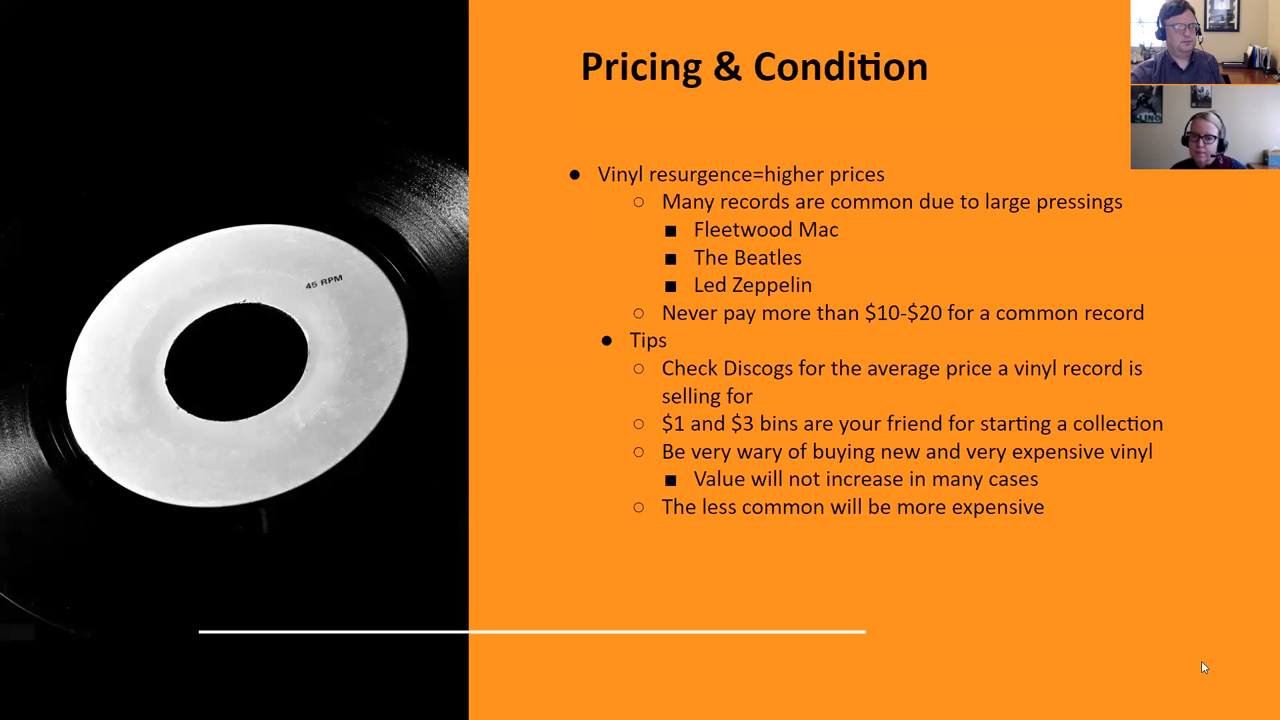 Pricing & Condition
● Vinyl resurgence=higher prices
○ Many records are common due to large pressings
■ Fleetwood Mac
■ The Beatles
■ Led Zeppelin
○ Never pay more than $10-$20 for a common record
● Tips
○ Check Discogs for the average price a vinyl record is
selling for
○ $1 and $3 bins are your friend for starting a collection
○ Be very wary of buying new and very expensive vinyl
■ Value will not increase in many cases
○ The less common will be more expensive
45 RPM